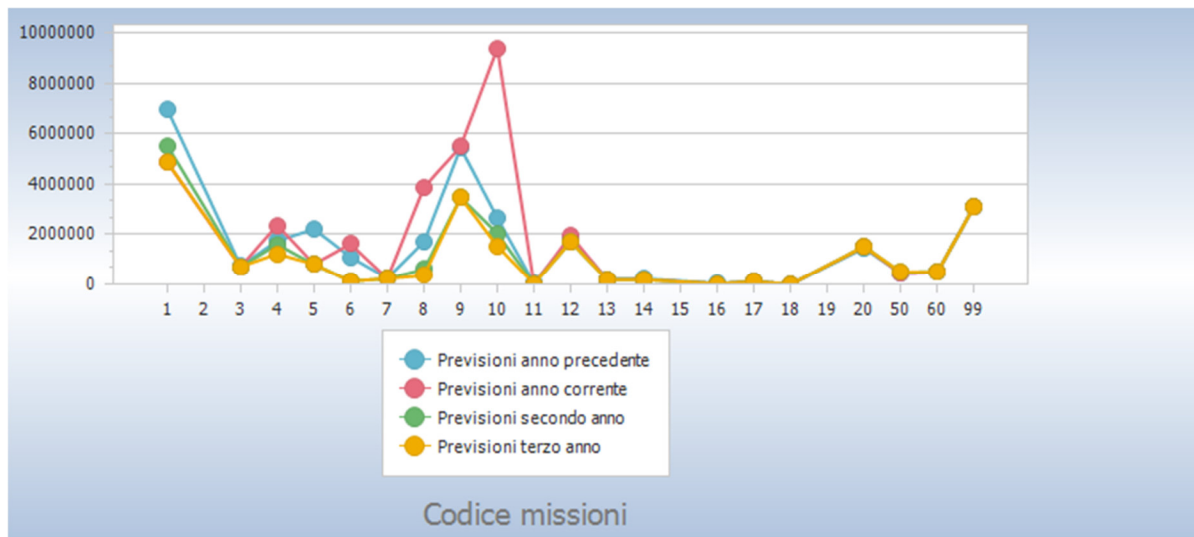 10000000
8000000
6000000
4000000
2000000
0
1 2 3 4 5 6 7 8 9 10 11 12 13 14 15 16 17 18 19 20 50 60 99
Previsioni anno precedente
Previsioni anno corrente
Previsioni secondo anno
Previsioni terzo anno
Codice missioni